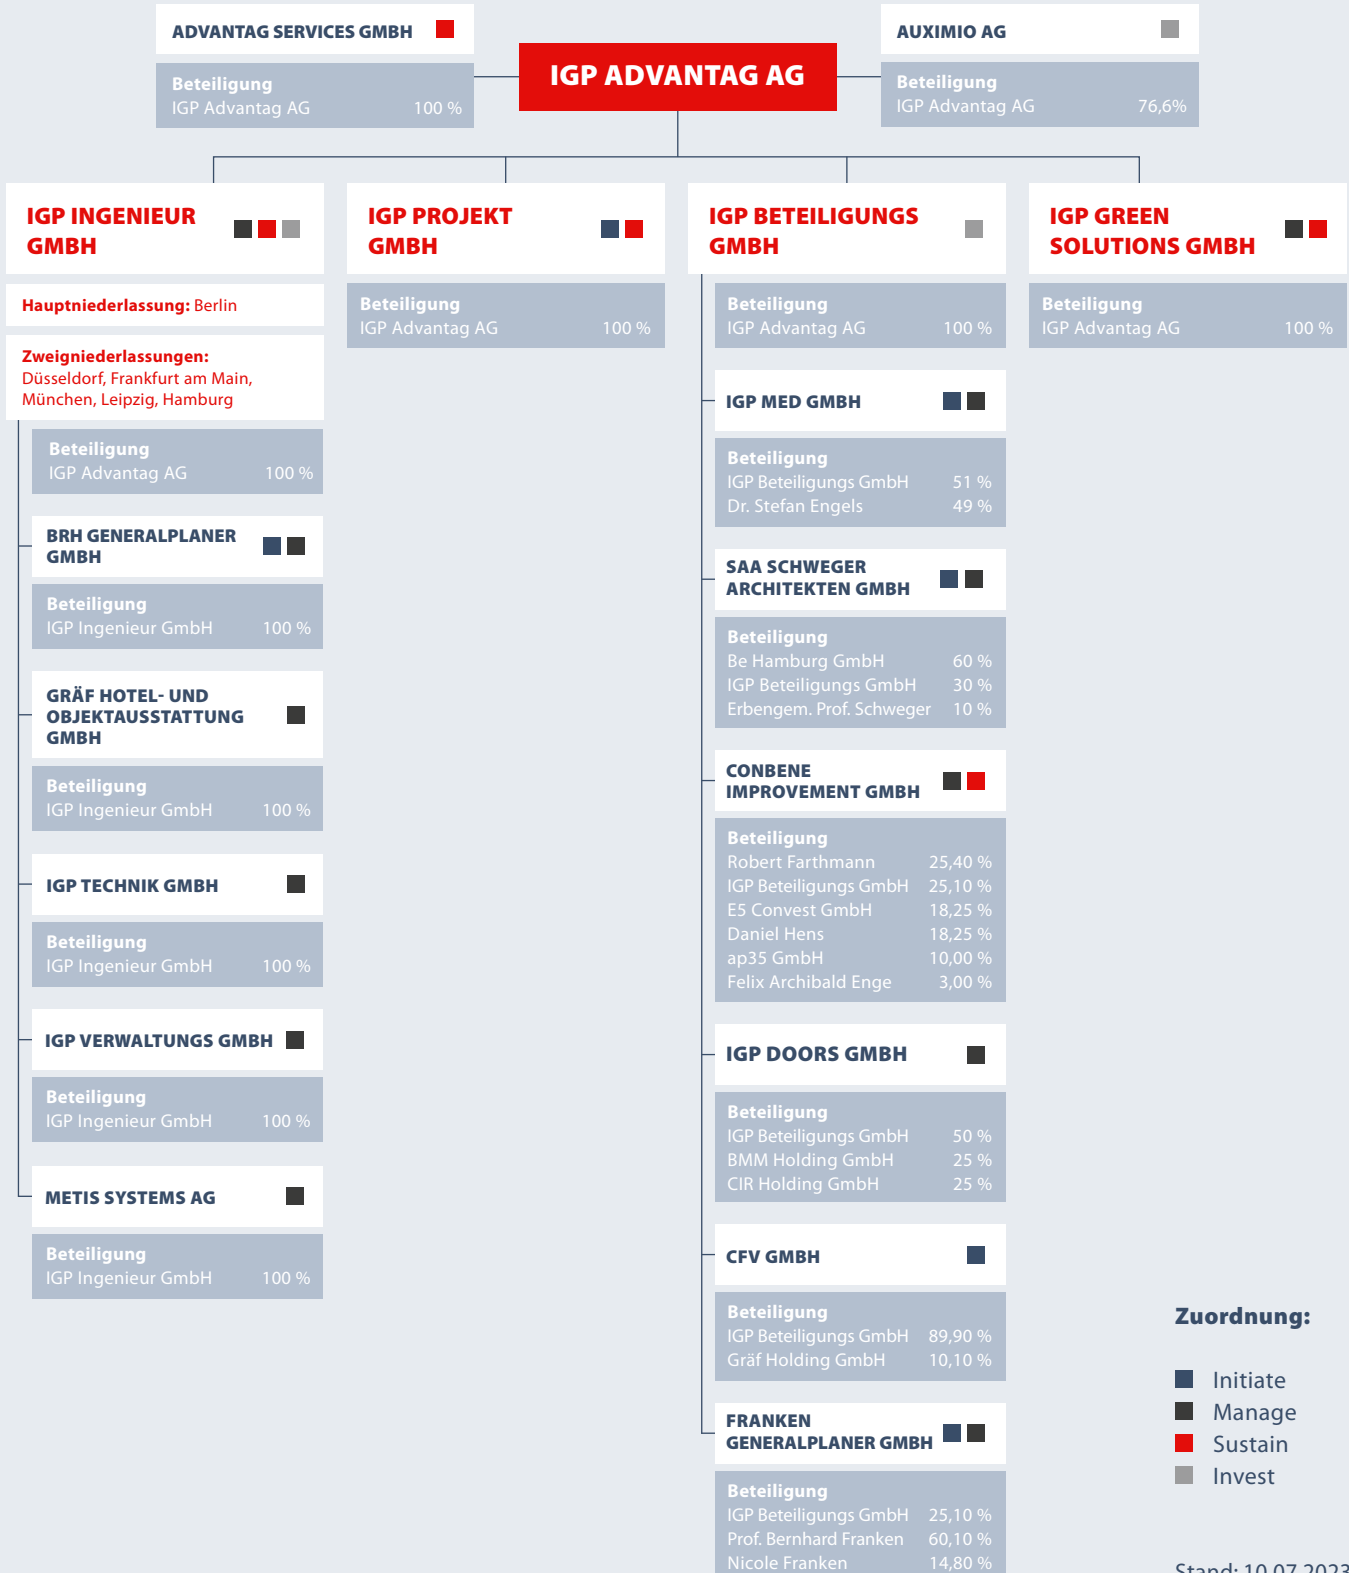 ADVANTAG SERVICES GMBH
Beteiligung
IGP Advantag AG 100 %
IGP ADVANTAG AG
AUXIMIO AG
Beteiligung
IGP Advantag AG 76,6%
IGP INGENIEUR
GMBH
Hauptniederlassung: Berlin
Zweigniederlassungen:
Düsseldorf, Frankfurt am Main,
München, Leipzig, Hamburg
Beteiligung
IGP Advantag AG 100 %
BRH GENERALPLANER
GMBH
Beteiligung
IGP Ingenieur GmbH 100 %
GRÄF HOTEL- UND
OBJEKTAUSSTATTUNG
GMBH
Beteiligung
IGP Ingenieur GmbH 100 %
IGP TECHNIK GMBH
Beteiligung
IGP Ingenieur GmbH 100 %
IGP VERWALTUNGS GMBH
Beteiligung
IGP Ingenieur GmbH 100 %
METIS SYSTEMS AG
Beteiligung
IGP Ingenieur GmbH 100 %
IGP PROJEKT
GMBH
Beteiligung
IGP Advantag AG 100 %
IGP BETEILIGUNGS
GMBH
Beteiligung
IGP Advantag AG 100 %
IGP MED GMBH
Beteiligung
IGP Beteiligungs GmbH 51 %
Dr. Stefan Engels 49 %
SAA SCHWEGER
ARCHITEKTEN GMBH
Beteiligung
Be Hamburg GmbH 60 %
IGP Beteiligungs GmbH 30 %
Erbengem. Prof. Schweger 10 %
CONBENE
IMPROVEMENT GMBH
Beteiligung
Robert Farthmann 25,40 %
IGP Beteiligungs GmbH 25,10 %
E5 Convest GmbH 18,25 %
Daniel Hens 18,25 %
ap35 GmbH 10,00 %
Felix Archibald Enge 3,00 %
IGP DOORS GMBH
Beteiligung
IGP Beteiligungs GmbH 50 %
BMM Holding GmbH 25 %
CIR Holding GmbH 25 %
CFV GMBH
Beteiligung
IGP Beteiligungs GmbH 89,90 %
Gräf Holding GmbH 10,10 %
FRANKEN
GENERALPLANER GMBH
Beteiligung
IGP Beteiligungs GmbH 25,10 %
Prof. Bernhard Franken 60,10 %
Nicole Franken 14,80 %
IGP GREEN
SOLUTIONS GMBH
Beteiligung
IGP Advantag AG 100 %
Zuordnung:
Initiate
Manage
Sustain
Invest
Stand: 10.07.2023